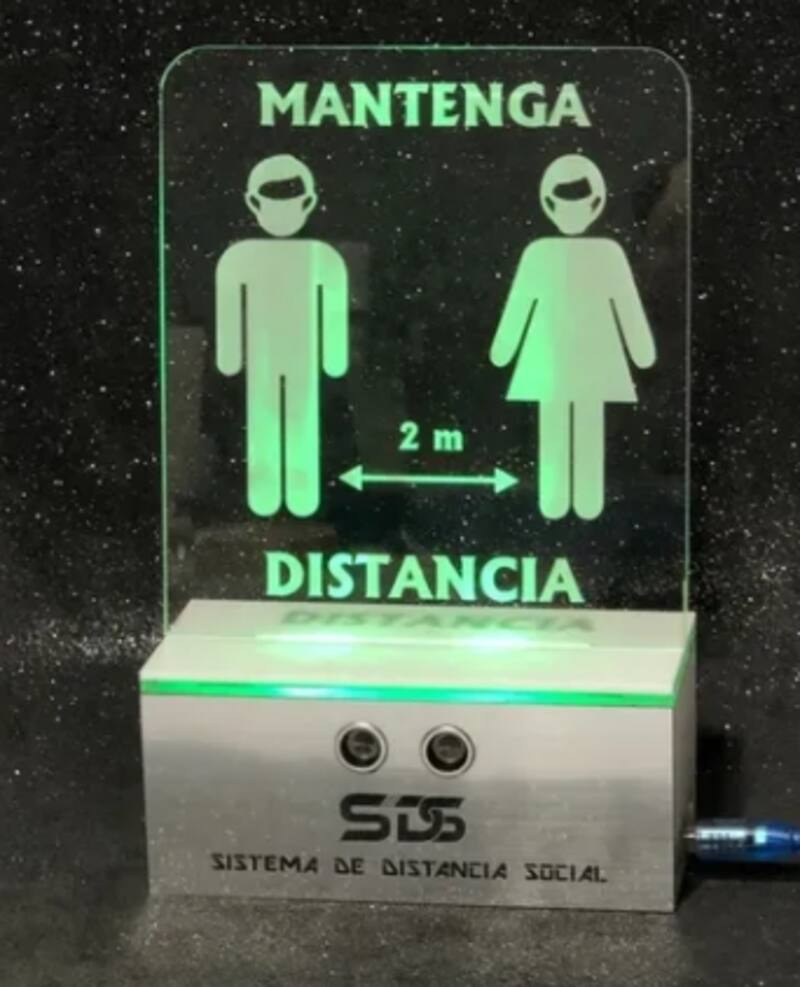 MANTENGA
2 m
DISTANCIA
SDS
SISTEMA DE DISTANCIA SOCIAL